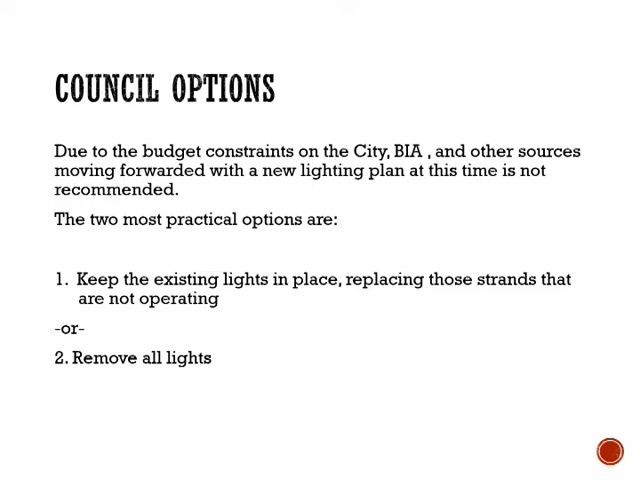 COUNCIL OPTIONS
Due to the budget constraints on the City, BIA , and other sources
moving forwarded with a new lighting plan at this time is not
recommended.
The two most practical options are:
1. Keep the existing lights in place, replacing those strands that
are not operating
-or-
2. Remove all lights